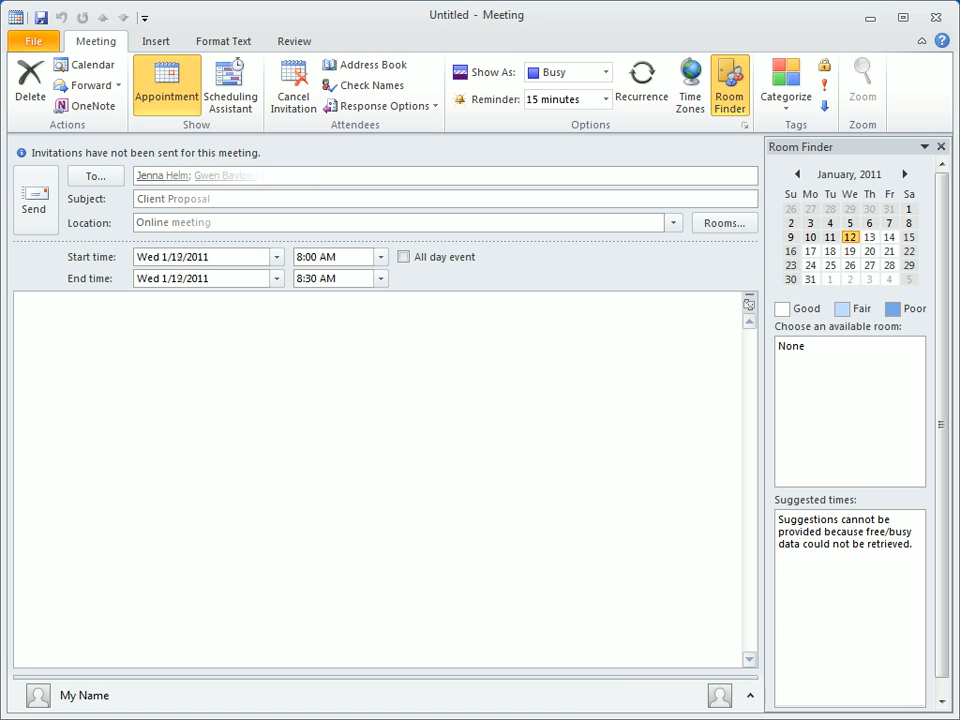 Untitled - Meeting
File Meeting Insert Format Text Review
Delete
Calendar
Forward
OneNote
Actions
Appointment
Scheduling
Assistant
Show
Cancel
Invitation
Address Book
Check Names
Response Options
Attendees
Show As: Busy
Reminder: 15 minutes
Recurrence
Time
Zones
Room
Finder
Options
Categorize
Tags
Zoom
Zoom
Invitations have not been sent for this meeting.
Send
To... Jenna Helm; Gwen Baylow
Subject: Client Proposal
Location: Online meeting Rooms...
Start time: Wed 8:00 AM All day event
End time: Wed 8:30 AM
My Name
Room Finder
January, 2011
Su Mo Tu We Th Fr Sa
26 27 28 29 30 31 1
2 3 4 5 6 7 8
9 10 11 12 13 14 15
16 17 18 19 20 21 22
23 24 25 26 27 28 29
30 31 1 2 3 4 5
Good Fair Poor
Choose an available room:
None
Suggested times:
Suggestions cannot be
provided because free/busy
data could not be retrieved.